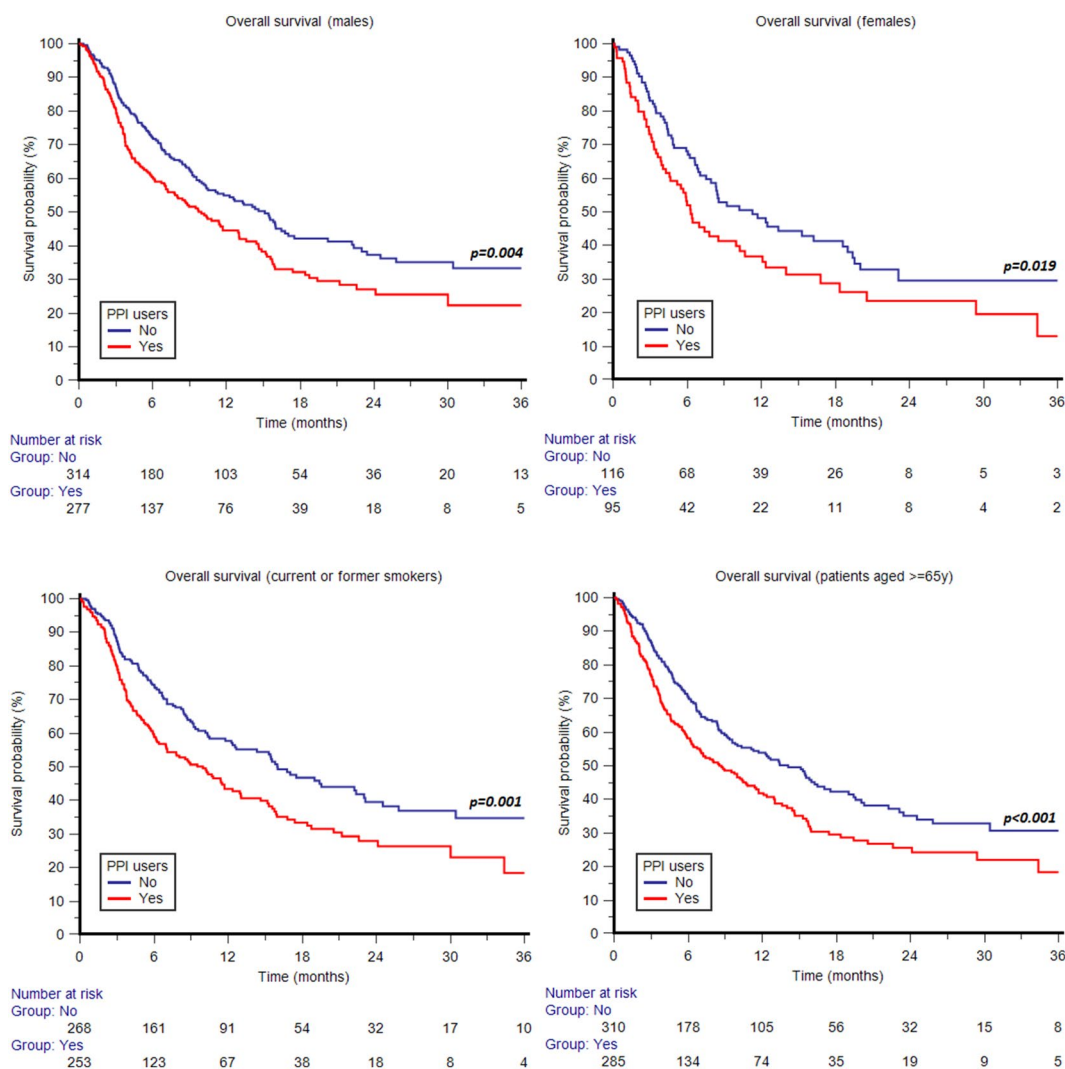 Overall survival (males)
Survival probability (%)
100
90
80
70
60
50
40
30
20
10
0
p=0.004
PPI users
No
Yes
0 6 12 18 24 30 36
Time (months)
Number at risk
Group: No
314 180 103 54 36 20 13
Group: Yes
277 137 76 39 18 8 5
Overall survival (females)
Survival probability (%)
100
90
80
70
60
50
40
30
20
10
0
p=0.019
PPI users
No
Yes
0 6 12 18 24 30 36
Time (months)
Number at risk
Group: No
116 68 39 26 8 5 3
Group: Yes
95 42 22 11 8 4 2
Overall survival (current or former smokers)
Survival probability (%)
100
90
80
70
60
50
40
30
20
10
0
p=0.001
PPI users
No
Yes
0 6 12 18 24 30 36
Time (months)
Number at risk
Group: No
268 161 91 54 32 17 10
Group: Yes
253 123 67 38 18 8 4
Overall survival (patients aged >=65y)
Survival probability (%)
100
90
80
70
60
50
40
30
20
10
0
p<0.001
PPI users
No
Yes
0 6 12 18 24 30 36
Time (months)
Number at risk
Group: No
310 178 105 56 32 15 8
Group: Yes
285 134 74 35 19 9 5